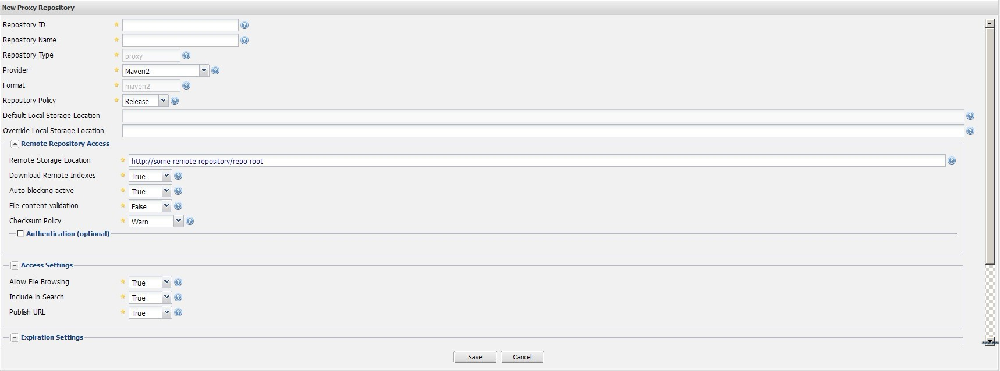 New Proxy Repository
Repository ID
Repository Name
Repository Type proxy
Provider Maven2
Format maven2
Repository Policy Release
Default Local Storage Location
Override Local Storage Location
Remote Repository Access
Remote Storage Location http://some-remote-repository/repo-root
Download Remote Indexes True
Auto blocking active True
File content validation False
Checksum Policy Warn
Authentication (optional)
Access Settings
Allow File Browsing True
Include in Search True
Publish URL True
Expiration Settings
Save Cancel